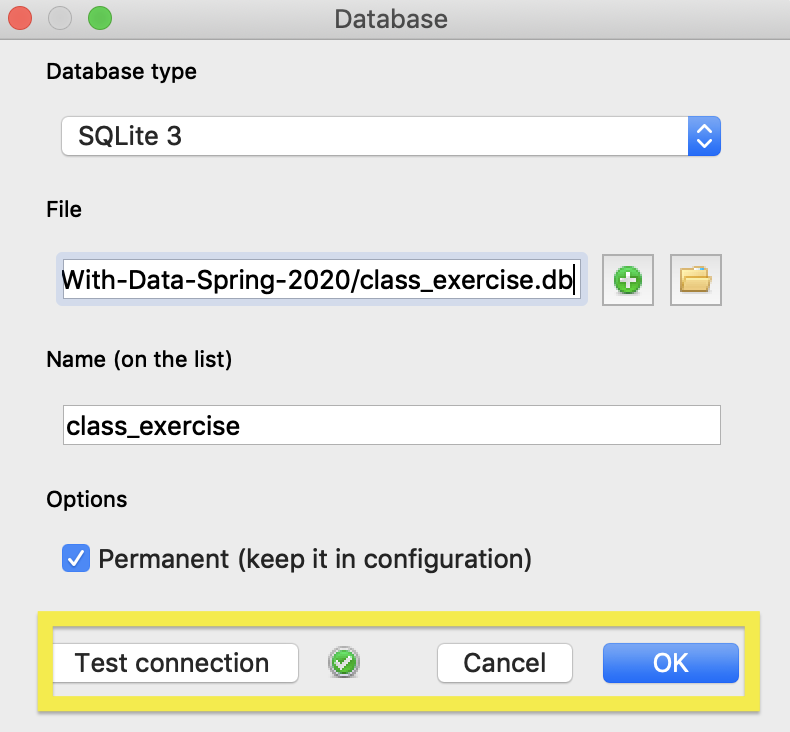 Database
Database type
SQLite 3
File
With-Data-Spring-2020/class_exercise.db
Name (on the list)
class_exercise
Options
Permanent (keep it in configuration)
Test connection Cancel OK